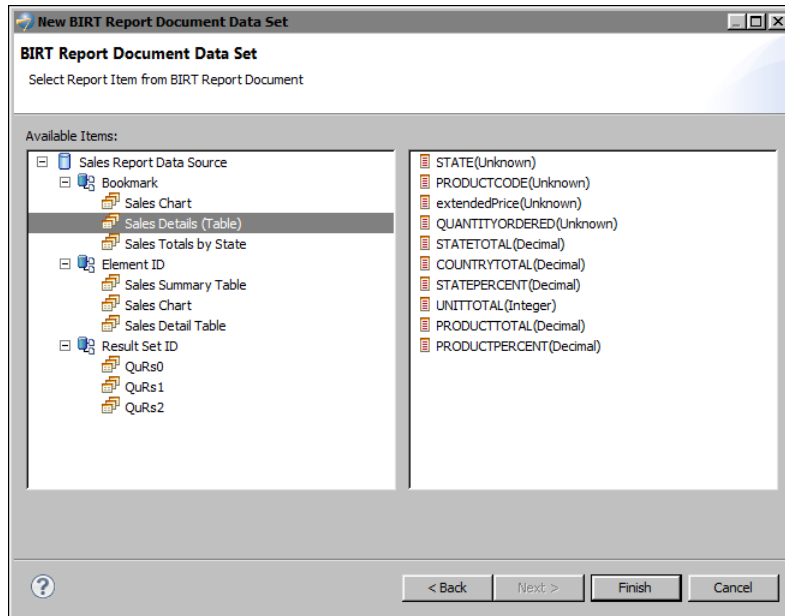 New BIRT Report Document Data Set
BIRT Report Document Data Set
Select Report Item from BIRT Report Document
Available Items:
Sales Report Data Source
Bookmark
Sales Chart
Sales Details (Table)
Sales Totals by State
Element ID
Sales Summary Table
Sales Chart
Sales Detail Table
Result Set ID
QuRs0
QuRs1
QuRs2
STATE(Unknown)
PRODUCTCODE(Unknown)
extendedPrice(Unknown)
QUANTITYORDERED(Unknown)
STATETOTAL(Decimal)
COUNTRYTOTAL(Decimal)
STATEPERCENT(Decimal)
UNITTOTAL(Integer)
PRODUCTTOTAL(Decimal)
PRODUCTPERCENT(Decimal)
? < Back Next > Finish Cancel